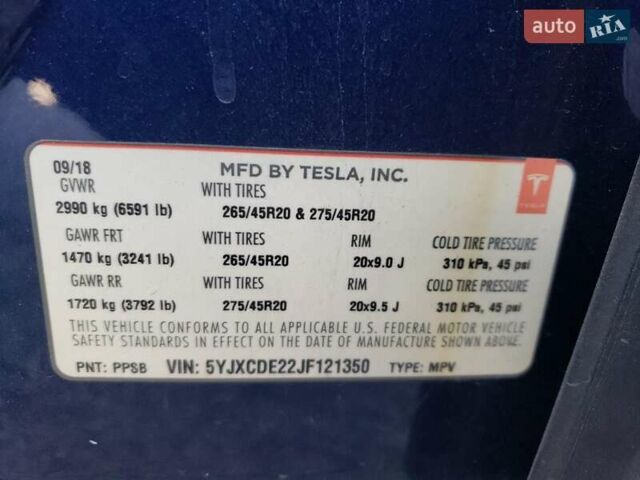 auto RIA.com
09/18 MFD BY TESLA, INC.
GVWR WITH TIRES
2990 kg (6591 lb) 265/45R20 & 275/45R20
TESLA
GAWR FRT WITH TIRES RIM COLD TIRE PRESSURE
1470 kg (3241 lb) 265/45R20 20x9.0 J 310 kPa, 45 psi
GAWR RR WITH TIRES RIM COLD TIRE PRESSURE
1720 kg (3792 lb) 275/45R20 20x9.5 J 310 kPa, 45 psi
THIS VEHICLE CONFORMS TO ALL APPLICABLE U.S. FEDERAL MOTOR VEHICLE
SAFETY STANDARDS IN EFFECT ON THE DATE OF MANUFACTURE SHOWN ABOVE.
PNT: PPSB VIN: 5YJXCDE22JF121350 TYPE: MPV